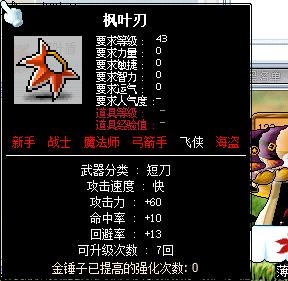 枫叶刃
要求等级： 43
要求力量： 0
要求敏捷： 0
要求智力： 0
要求运气： 0
要求人气度： -
道具等级： -
道具经验值： -
新手 战士 魔法师 弓箭手 飞侠 海盗
武器分类 ： 短刀
攻击速度 ： 快
攻击力 ： +60
命中率 ： +10
回避率 ： +13
可升级次数 ： 7回
金锤子已提高的强化次数: 0